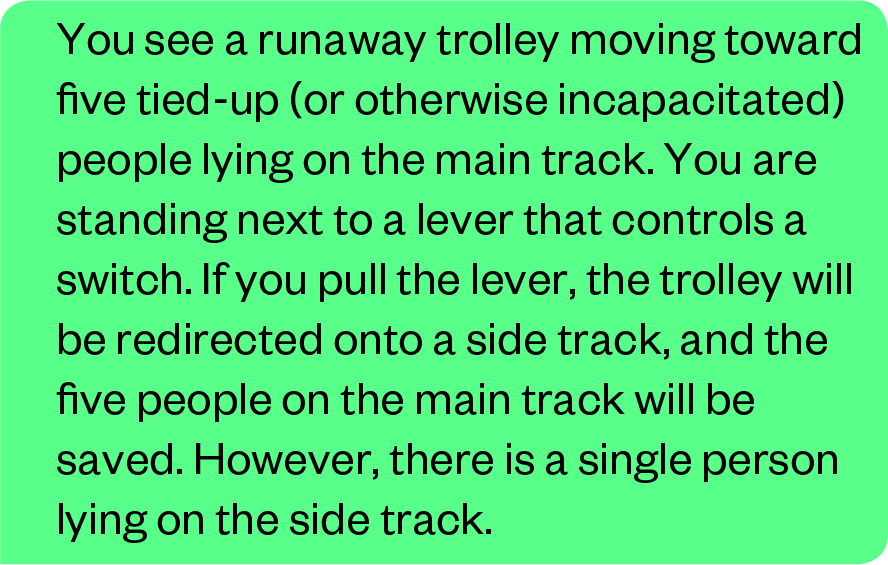 You see a runaway trolley moving toward
five tied-up (or otherwise incapacitated)
people lying on the main track. You are
standing next to a lever that controls a
switch. If you pull the lever, the trolley will
be redirected onto a side track, and the
five people on the main track will be
saved. However, there is a single person
lying on the side track.